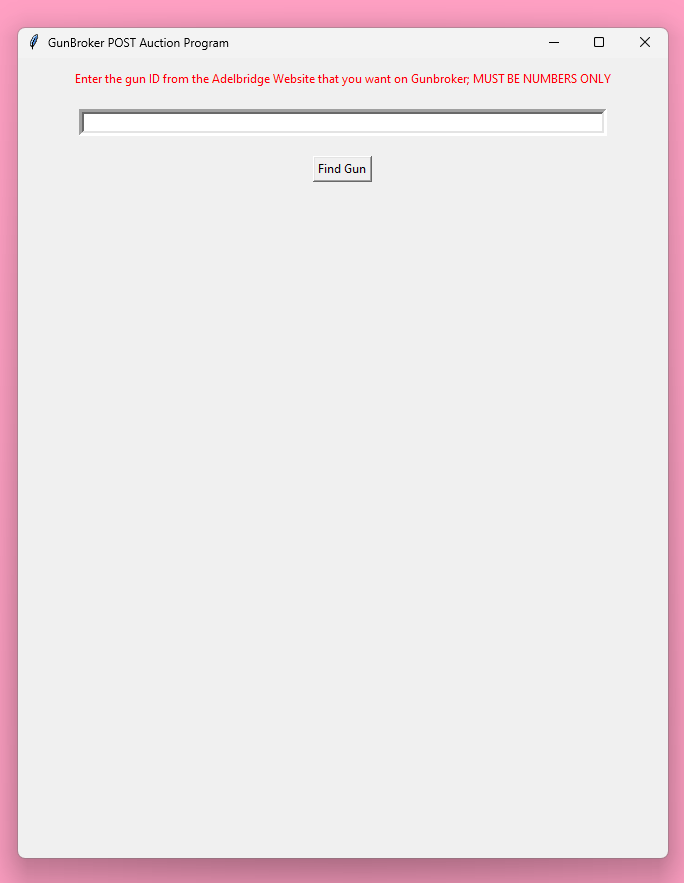 GunBroker POST Auction Program
Enter the gun ID from the Adelbridge Website that you want on Gunbroker; MUST BE NUMBERS ONLY
Find Gun